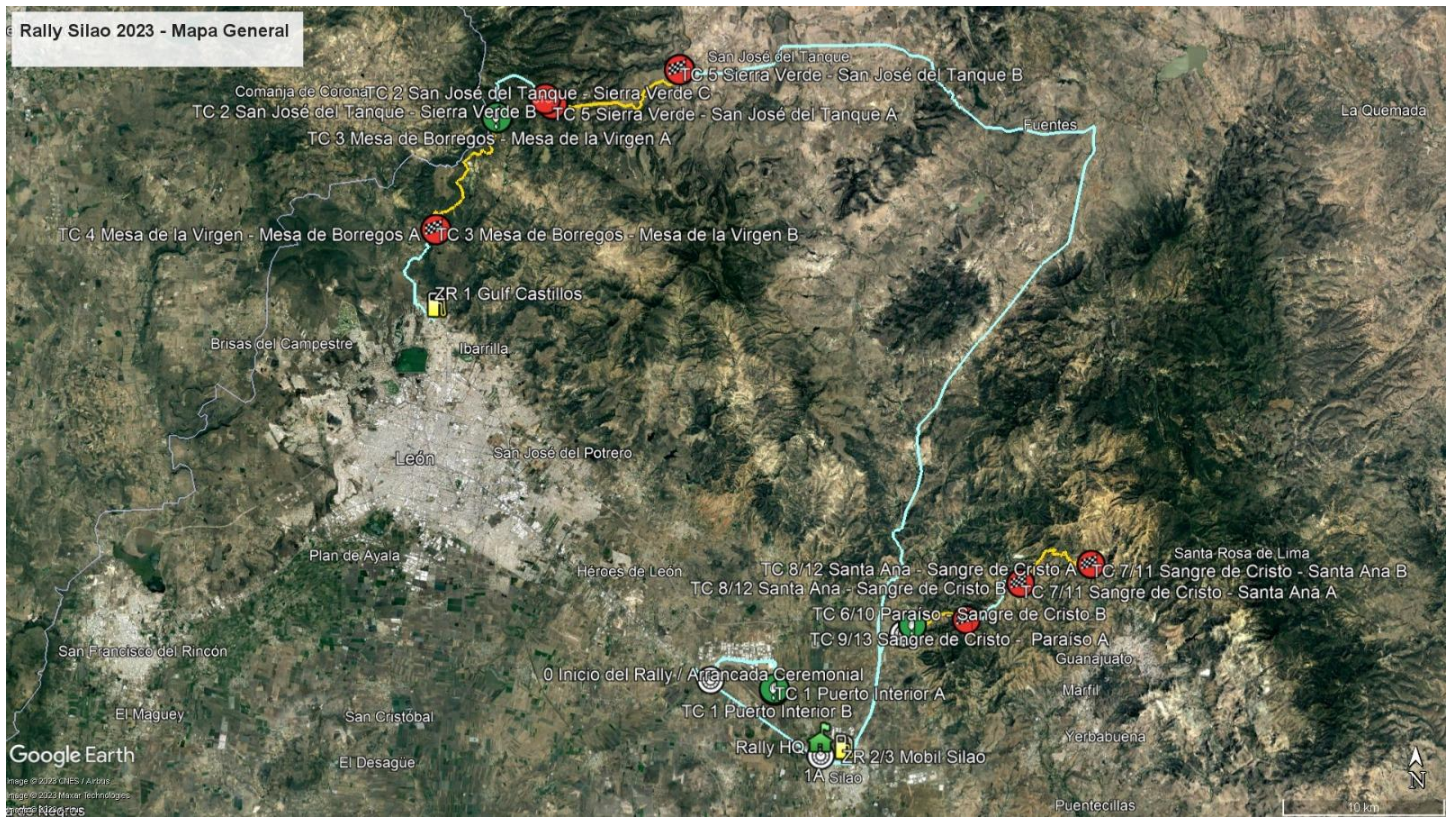 Rally Silao 2023 - Mapa General
San José del Tanque
TC 5 Sierra Verde - San José del Tanque B
Comanja de Corona
TC 2 San José del Tanque - Sierra Verde C
La Quemada
TC 2 San José del Tanque - Sierra Verde B
TC 5 Sierra Verde - San José del Tanque A
Fuentes
TC 3 Mesa de Borregos - Mesa de la Virgen A
TC 4 Mesa de la Virgen - Mesa de Borregos A
TC 3 Mesa de Borregos - Mesa de la Virgen B
ZR 1 Gulf Castillos
Brisas del Campestre
Ibarrilla
León
San José del Potrero
Plan de Ayala
Héroes de León
Santa Rosa de Lima
TC 8/12 Santa Ana - Sangre de Cristo A
TC 7/11 Sangre de Cristo - Santa Ana B
TC 8/12 Santa Ana - Sangre de Cristo B
TC 7/11 Sangre de Cristo - Santa Ana A
TC 6/10 Paraíso - Sangre de Cristo B
TC 9/13 Sangre de Cristo - Paraíso A
San Francisco del Rincón
Guanajuato
0 Inicio del Rally / Arrancada Ceremonial
TC 1 Puerto Interior A
Marfil
TC 1 Puerto Interior B
El Maguey
San Cristóbal
Yerbabuena
Rally HQ
ZR 2/3 Mobil Silao
Google Earth
El Desagüe
1A
Silao
Image © 2023 CNES / Airbus
Image © 2023 Maxar Technologies
Puentecillas
N
10 km